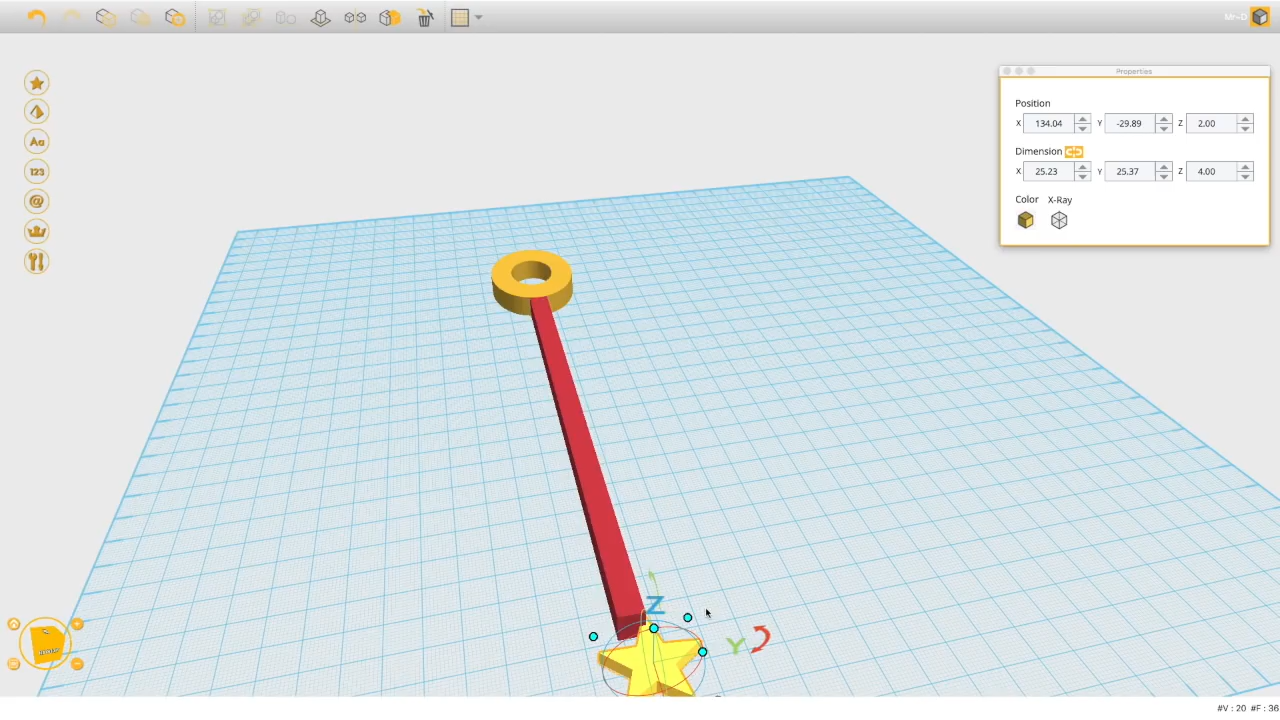 Mr-D
Properties
Position
X 134.04 Y -29.89 Z 2.00
Dimension
X 25.23 Y 25.37 Z 4.00
Color X-Ray
Aa
123
@
Z
Y
#V : 20 #F : 36